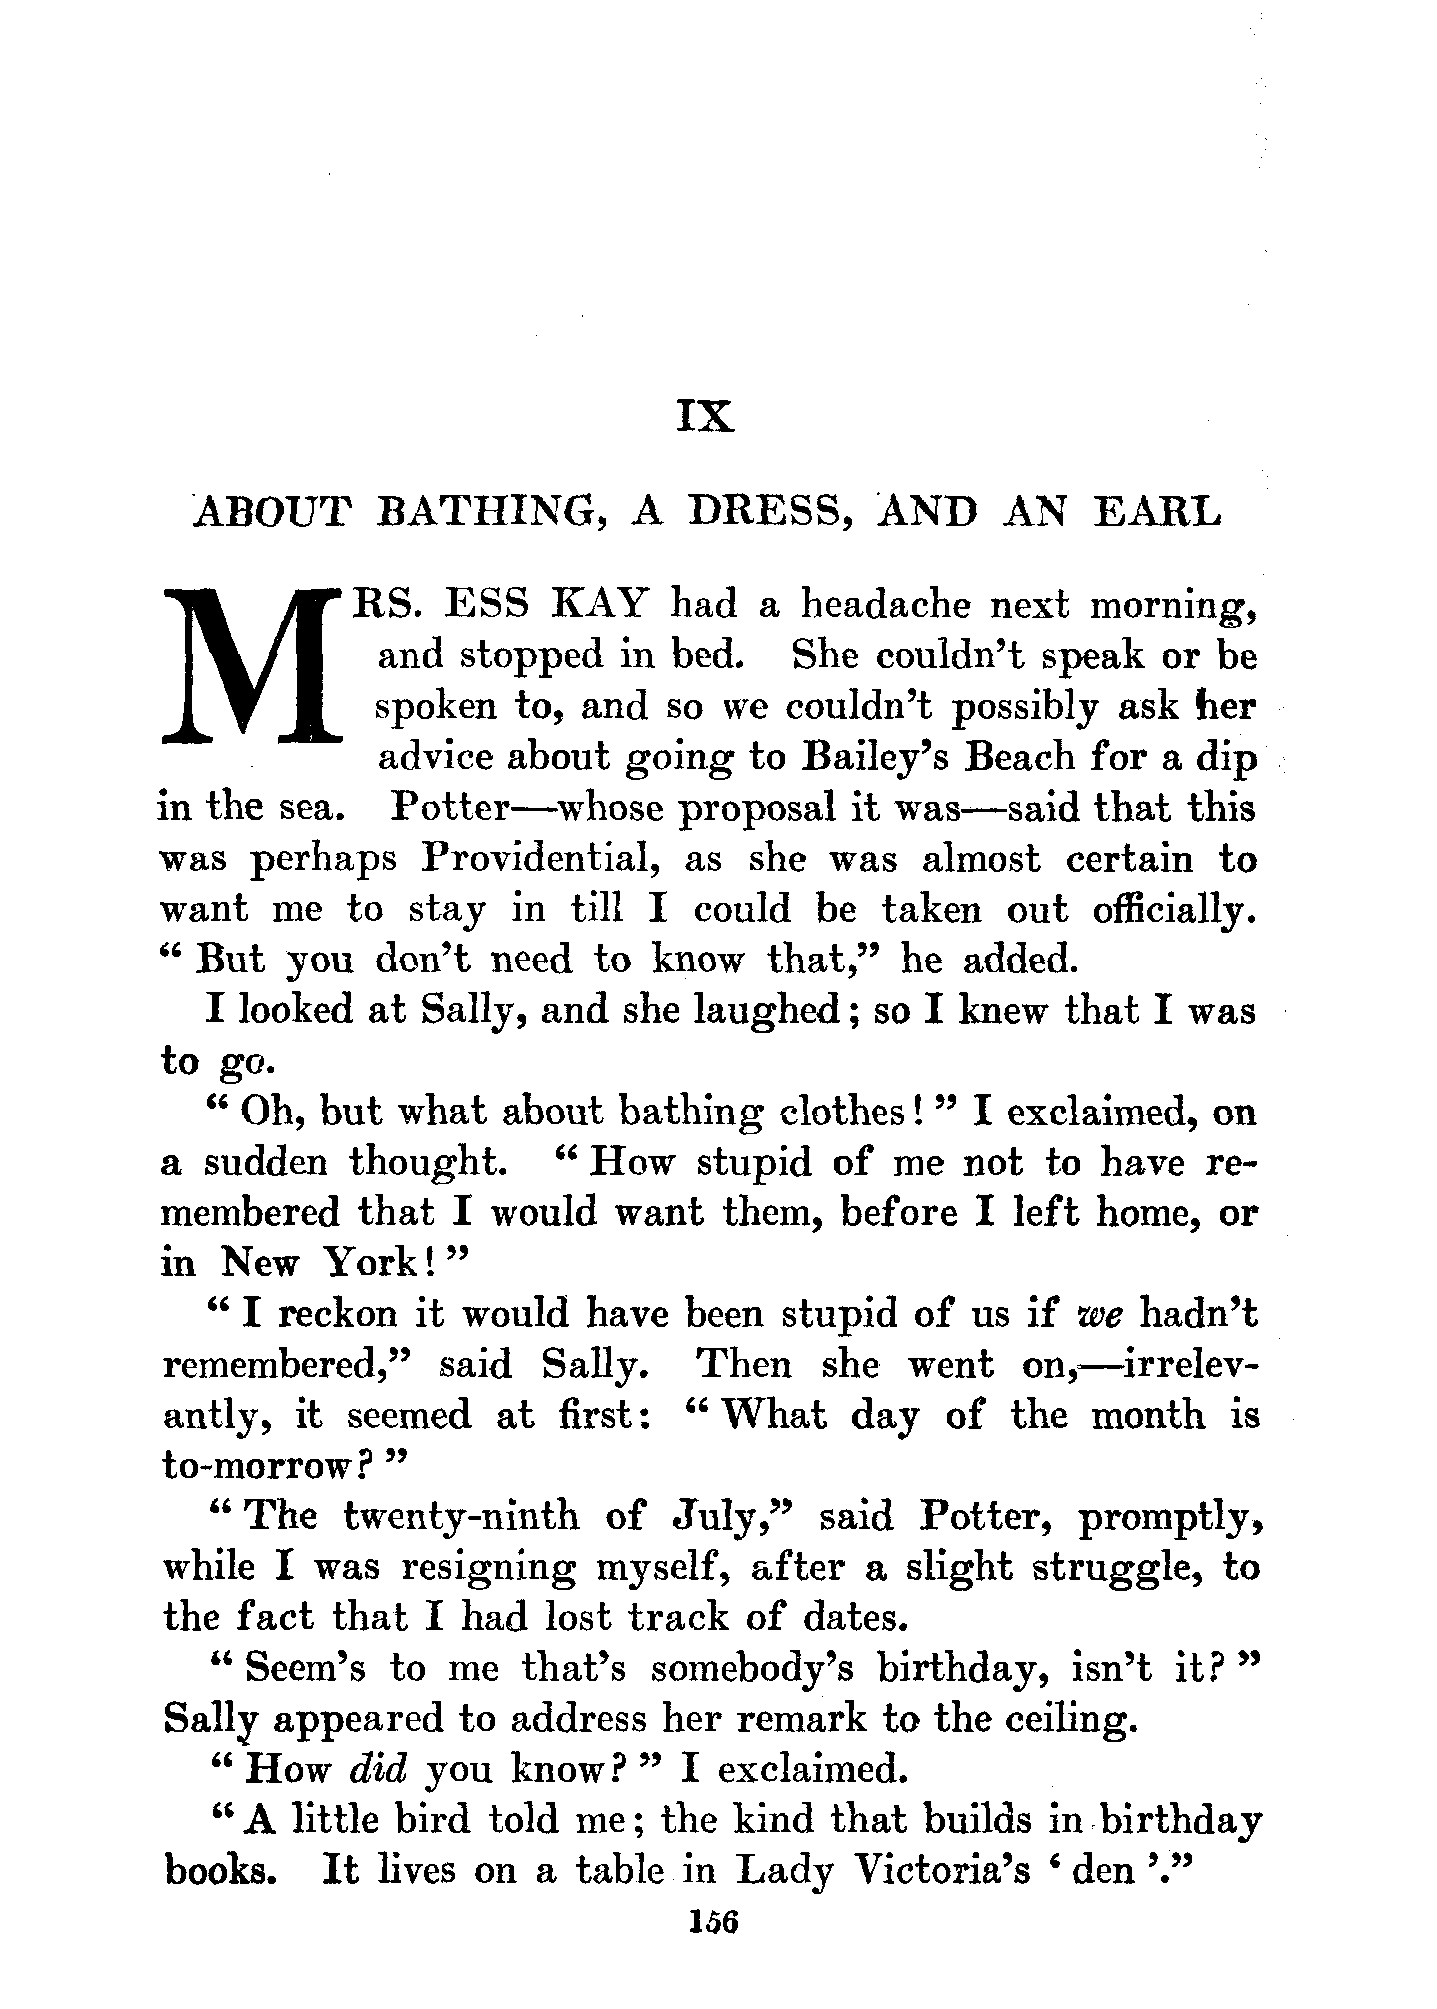 IX
ABOUT BATHING, A DRESS, AND AN EARL
MRS. ESS KAY had a headache next morning,
and stopped in bed. She couldn't speak or be
spoken to, and so we couldn't possibly ask her
advice about going to Bailey's Beach for a dip
in the sea. Potter—whose proposal it was—said that this
was perhaps Providential, as she was almost certain to
want me to stay in till I could be taken out officially.
" But you don't need to know that," he added.
I looked at Sally, and she laughed; so I knew that I was
to go.
" Oh, but what about bathing clothes! " I exclaimed, on
a sudden thought. " How stupid of me not to have re-
membered that I would want them, before I left home, or
in New York! "
" I reckon it would have been stupid of us if we hadn't
remembered," said Sally. Then she went on,—irrelev-
antly, it seemed at first: " What day of the month is
to-morrow? "
" The twenty-ninth of July," said Potter, promptly,
while I was resigning myself, after a slight struggle, to
the fact that I had lost track of dates.
" Seem's to me that's somebody's birthday, isn't it? "
Sally appeared to address her remark to the ceiling.
" How did you know? " I exclaimed.
" A little bird told me; the kind that builds in birthday
books. It lives on a table in Lady Victoria's ' den '."
156